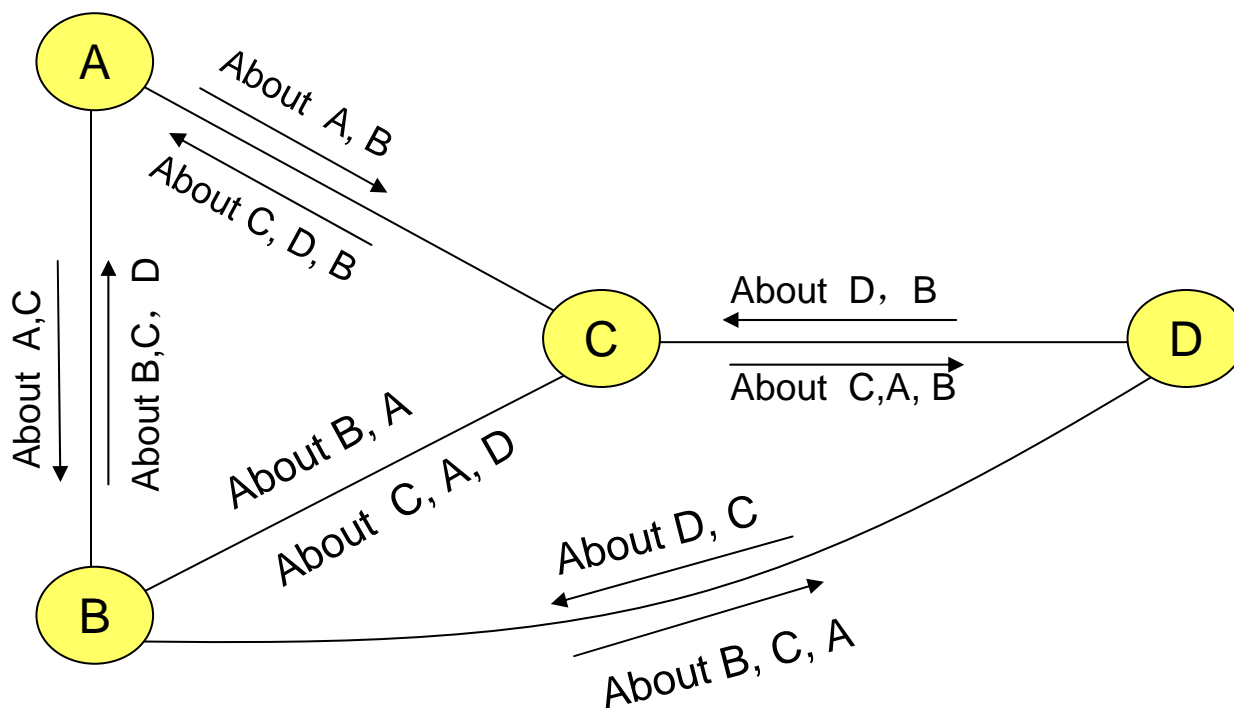 A
About  A, B
About C, D, B
About  A,C
About B,C,  D
C
About  D，B
About  C,A, B
D
About B, A
About  C, A, D
About D, C
B
About B, C, A